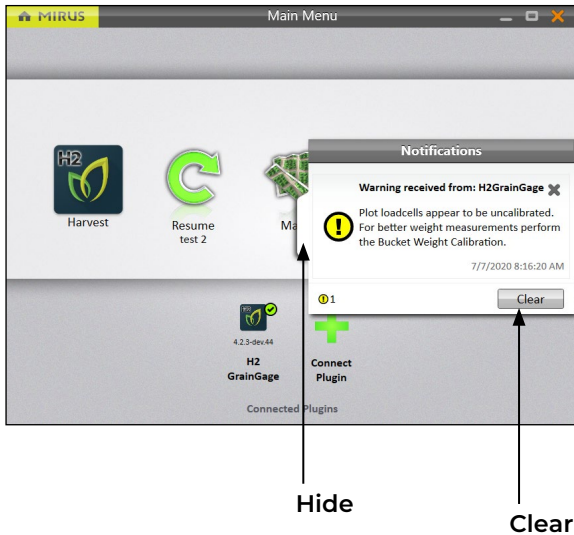 MIRUS
Main Menu
Notifications
Warning received from: H2GrainGage
Plot loadcells appear to be uncalibrated.
For better weight measurements perform
the Bucket Weight Calibration.
7/7/2020 8:16:20 AM
1
Clear
H2
Harvest
Resume
test 2
Ma
4.2.3-dev.44
H2
GrainGage
Connect
Plugin
Connected Plugins
Hide
Clear